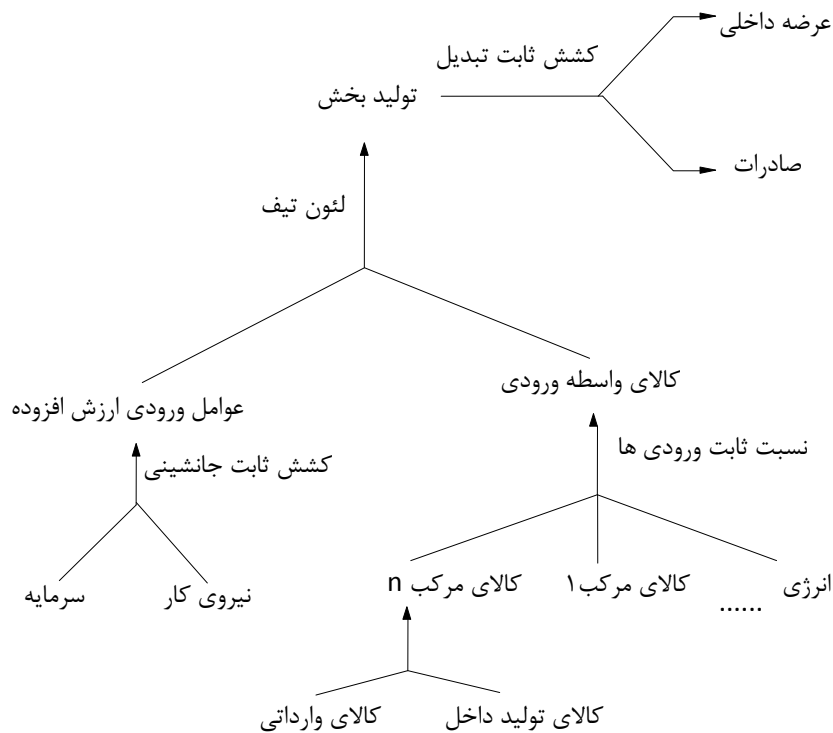 عرضه داخلی
کشش ثابت تبدیل
تولید بخش
صادرات
لئون تیف
کالای واسطه ورودی
عوامل ورودی ارزش افزوده
نسبت ثابت ورودی ها
کشش ثابت جانشینی
انرژی
......
کالای مرکب۱
کالای مرکب n
نیروی کار
سرمایه
کالای تولید داخل
کالای وارداتی